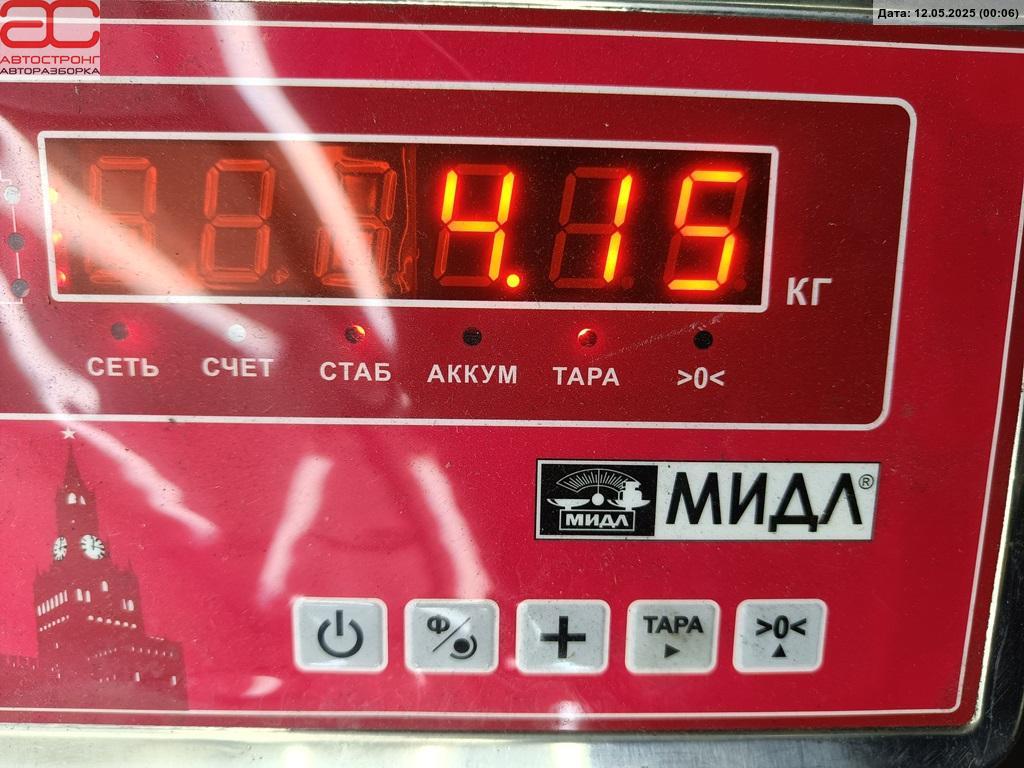 АС
АВТОСТРОНГ
АВТОРАЗБОРКА
Дата: 12.05.2025 (00:06)
4.15
КГ
СЕТЬ СЧЕТ СТАБ АККУМ ТАРА >0<
МИДЛ МИДЛ®
Ф ТАРА >0<